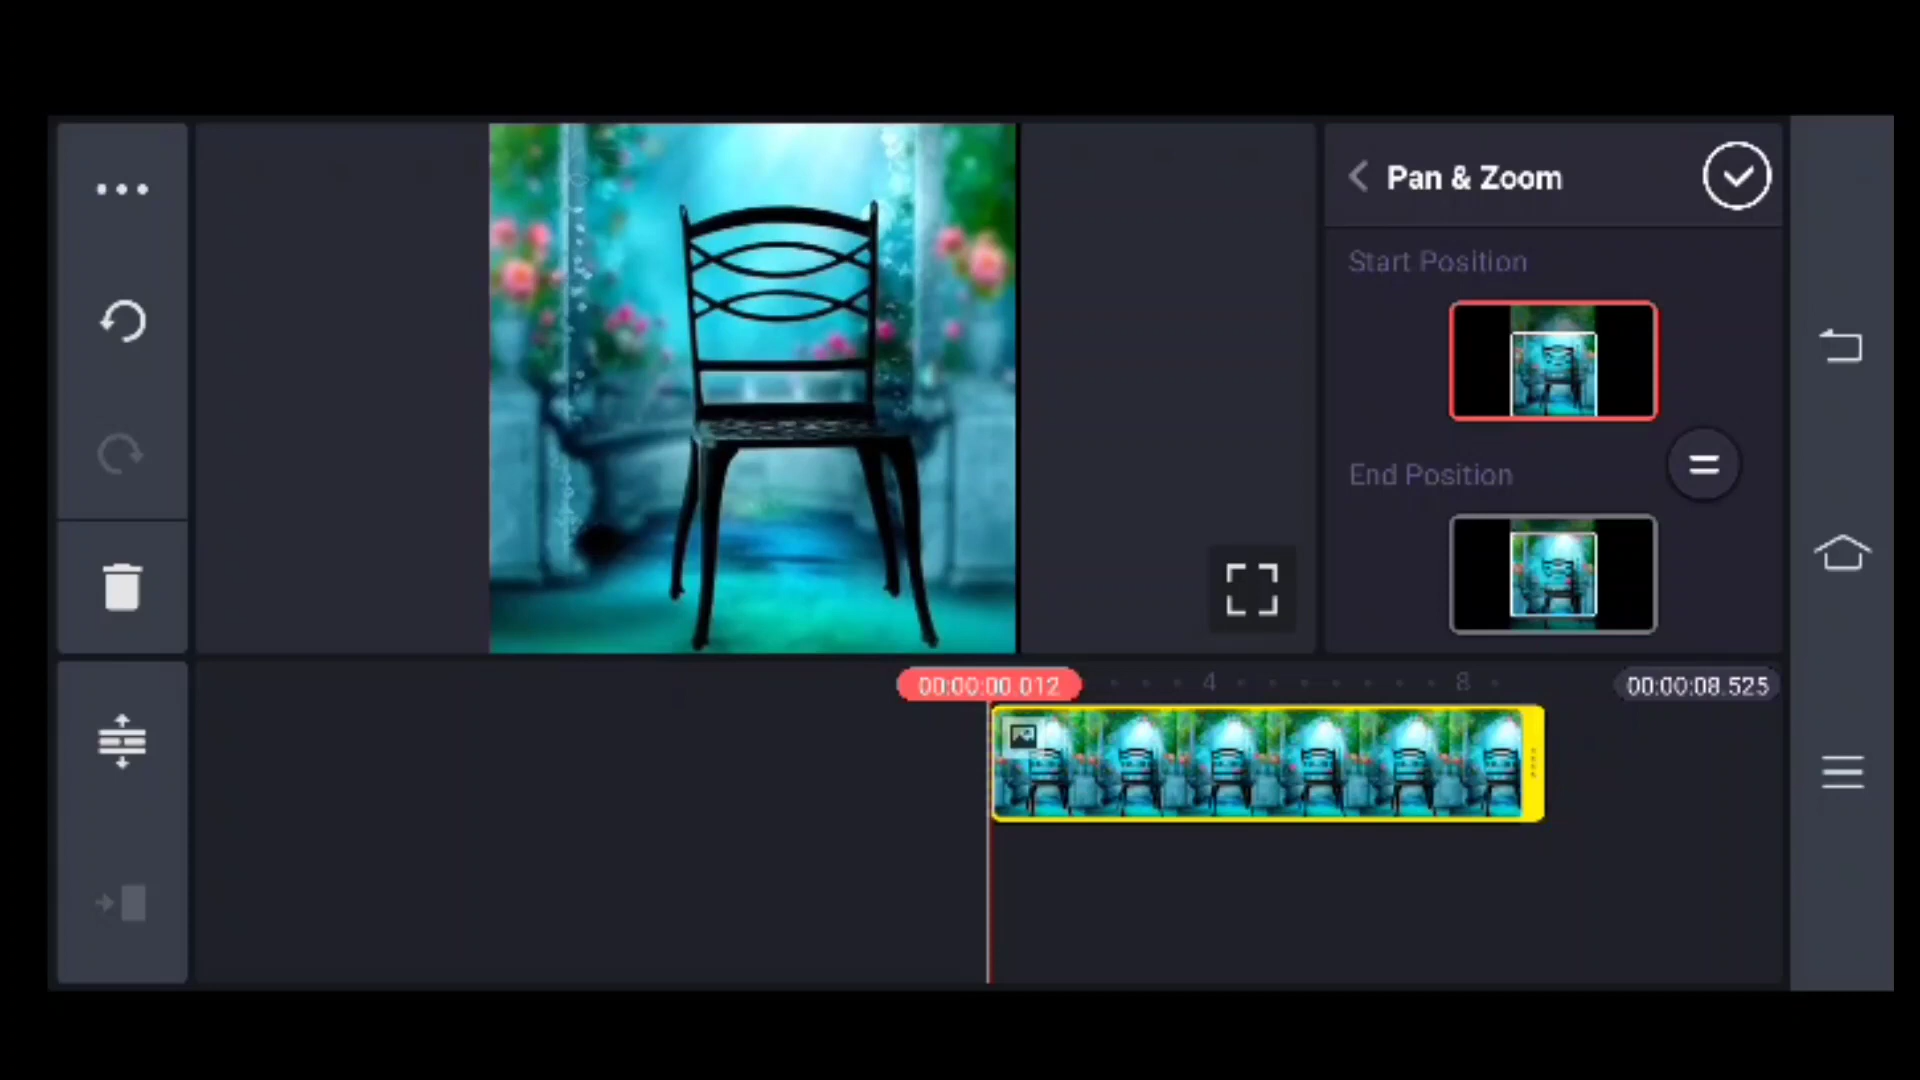 Pan & Zoom
Start Position
End Position
00:00:00.012
4
8
00:00:08.525